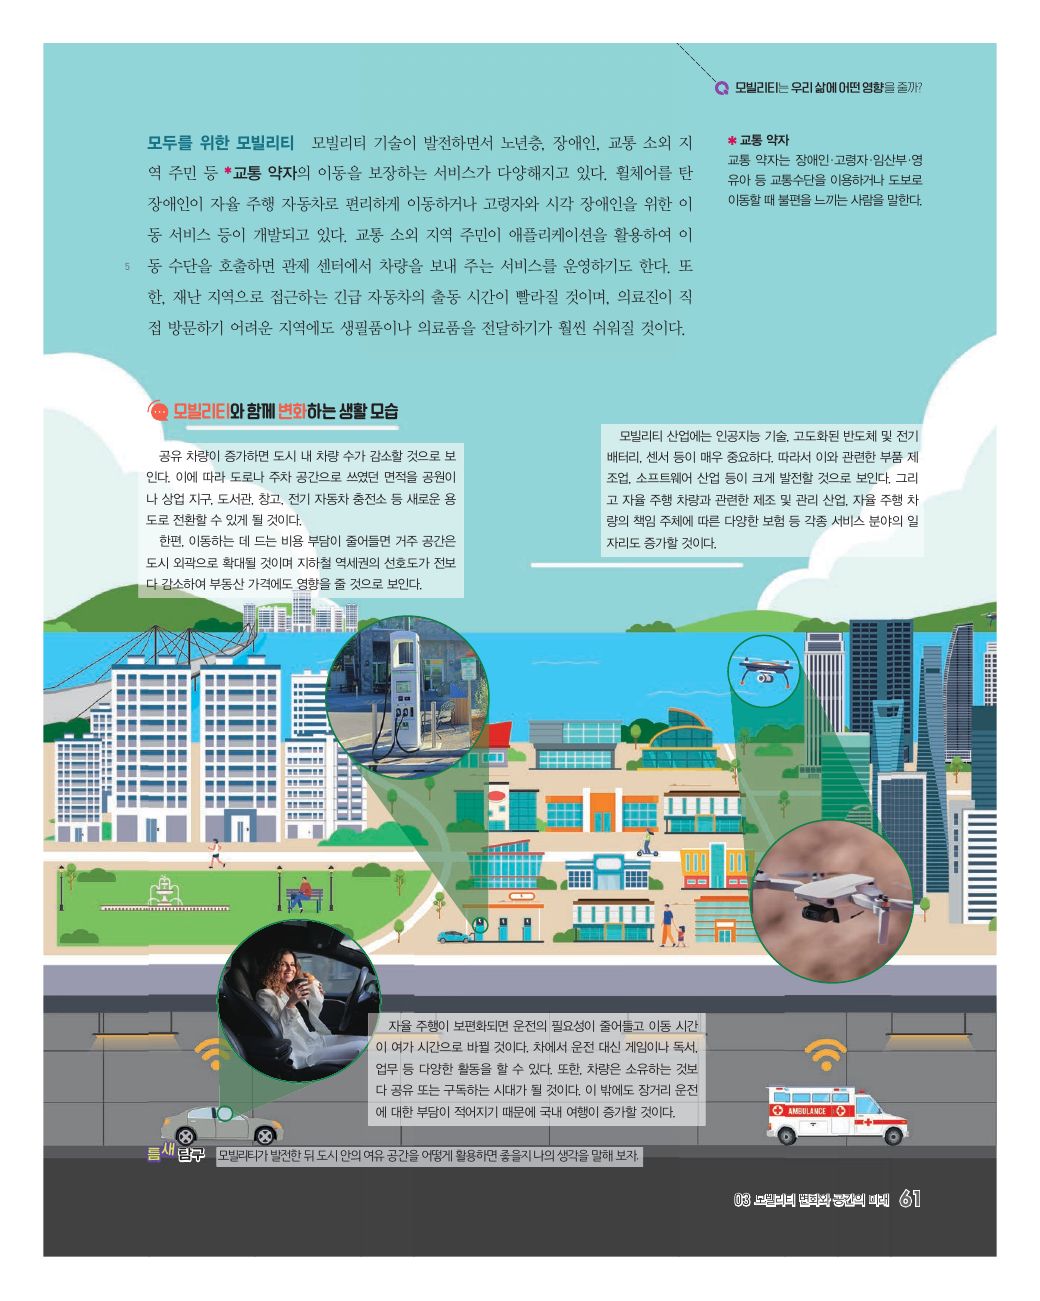 모빌리티는 우리 삶에 어떤 영향을 줄까?
모두를 위한 모빌리티 모빌리티 기술이 발전하면서 노년층, 장애인, 교통 소외 지
역 주민 등 *교통 약자의 이동을 보장하는 서비스가 다양해지고 있다. 휠체어를 탄
장애인이 자율 주행 자동차로 편리하게 이동하거나 고령자와 시각 장애인을 위한 이
동 서비스 등이 개발되고 있다. 교통 소외 지역 주민이 애플리케이션을 활용하여 이
5 동 수단을 호출하면 관제 센터에서 차량을 보내 주는 서비스를 운영하기도 한다. 또
한, 재난 지역으로 접근하는 긴급 자동차의 출동 시간이 빨라질 것이며, 의료진이 직
접 방문하기 어려운 지역에도 생필품이나 의료품을 전달하기가 훨씬 쉬워질 것이다.
* 교통 약자
교통 약자는 장애인·고령자·임산부·영
유아 등 교통수단을 이용하거나 도보로
이동할 때 불편을 느끼는 사람을 말한다.
모빌리티와 함께 변화하는 생활 모습
공유 차량이 증가하면 도시 내 차량 수가 감소할 것으로 보
인다. 이에 따라 도로나 주차 공간으로 쓰였던 면적을 공원이
나 상업 지구, 도서관, 창고, 전기 자동차 충전소 등 새로운 용
도로 전환할 수 있게 될 것이다.
한편, 이동하는 데 드는 비용 부담이 줄어들면 거주 공간은
도시 외곽으로 확대될 것이며 지하철 역세권의 선호도가 전보
다 감소하여 부동산 가격에도 영향을 줄 것으로 보인다.
모빌리티 산업에는 인공지능 기술, 고도화된 반도체 및 전기
배터리, 센서 등이 매우 중요하다. 따라서 이와 관련한 부품 제
조업, 소프트웨어 산업 등이 크게 발전할 것으로 보인다. 그리
고 자율 주행 차량과 관련한 제조 및 관리 산업, 자율 주행 차
량의 책임 주체에 따른 다양한 보험 등 각종 서비스 분야의 일
자리도 증가할 것이다.
자율 주행이 보편화되면 운전의 필요성이 줄어들고 이동 시간
이 여가 시간으로 바뀔 것이다. 차에서 운전 대신 게임이나 독서,
업무 등 다양한 활동을 할 수 있다. 또한, 차량은 소유하는 것보
다 공유 또는 구독하는 시대가 될 것이다. 이 밖에도 장거리 운전
에 대한 부담이 적어지기 때문에 국내 여행이 증가할 것이다.
AMBULANCE
틈새 탐구 모빌리티가 발전한 뒤 도시 안의 여유 공간을 어떻게 활용하면 좋을지 나의 생각을 말해 보자.
03 모빌리티 변화와 공간의 미래 61